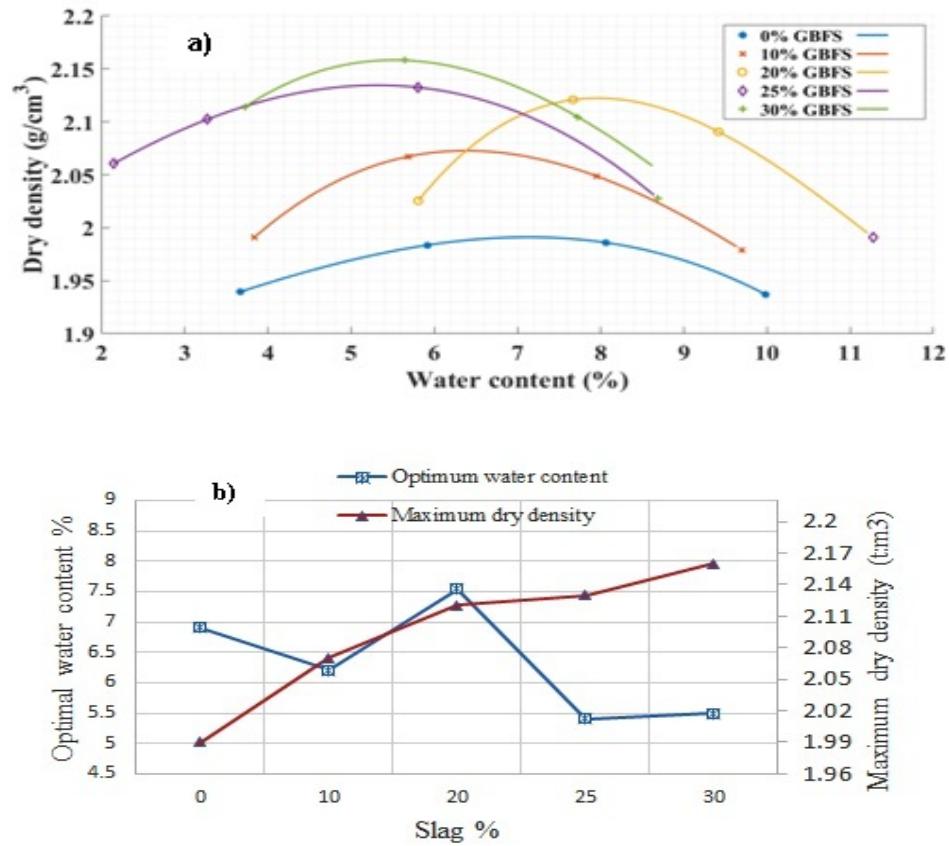 2.2
a)
0% GBFS
10% GBFS
20% GBFS
25% GBFS
30% GBFS
2.15
2.1
2.05
2
1.95
1.9
Dry density (g/cm³)
2 3 4 5 6 7 8 9 10 11 12
Water content (%)
b)
Optimum water content
Maximum dry density
9
8.5
8
7.5
7
6.5
6
5.5
5
4.5
Optimal water content %
2.2
2.17
2.14
2.11
2.08
2.05
2.02
1.99
1.96
Maximum dry density (t:m3)
0 10 20 25 30
Slag %